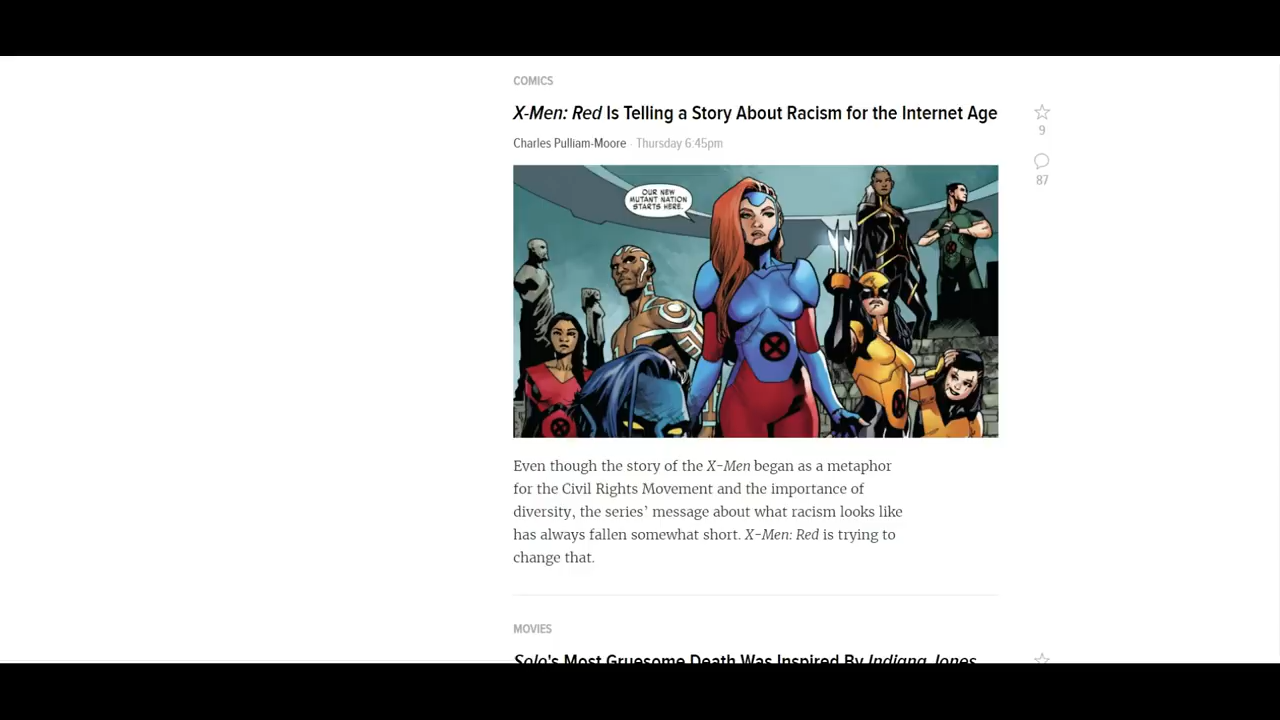 COMICS
X-Men: Red Is Telling a Story About Racism for the Internet Age
9
Charles Pulliam-Moore · Thursday 6:45pm
87
OUR NEW
MUTANT NATION
STARTS HERE.
Even though the story of the X-Men began as a metaphor
for the Civil Rights Movement and the importance of
diversity, the series’ message about what racism looks like
has always fallen somewhat short. X-Men: Red is trying to
change that.
MOVIES
Solo's Most Gruesome Death Was Inspired By Indiana Jones